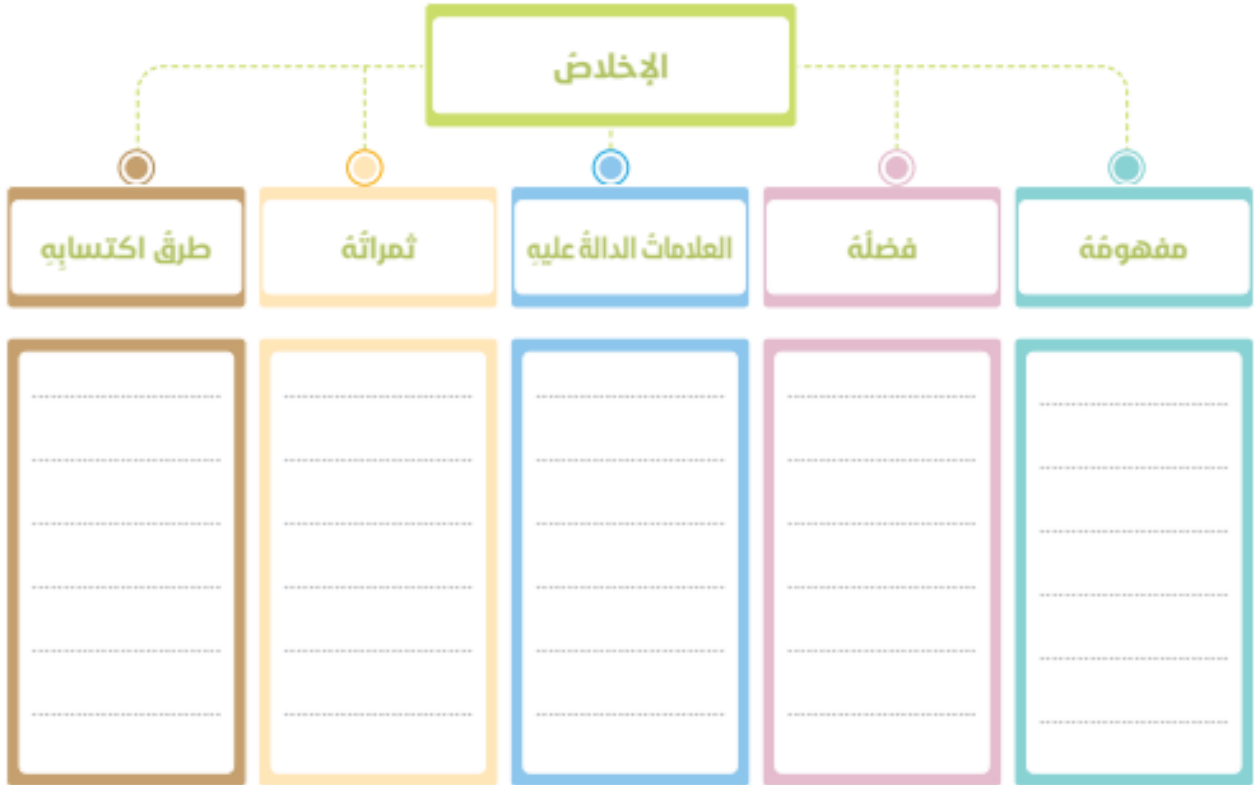 الإخلاصُ
مفهومُهُ
فضلُهُ
العلاماتُ الدالةُ عليهِ
ثمراتُهُ
طرقُ اكتسابِهِ